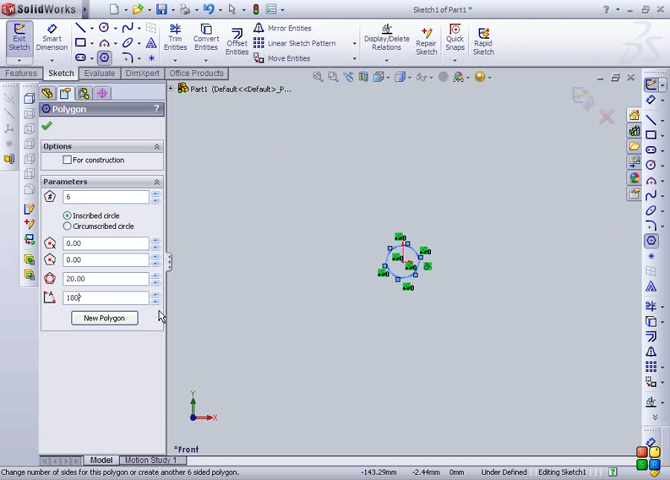 SolidWorks
Sketch1 of Part1 *
Exit Sketch
Smart Dimension
Trim Entities
Convert Entities
Offset Entities
Mirror Entities
Linear Sketch Pattern
Move Entities
Display/Delete Relations
Repair Sketch
Quick Snaps
Rapid Sketch
Features
Sketch
Evaluate
DimXpert
Office Products
Part1 (Default<<Default>_P...
Polygon
?
Options
For construction
Parameters
6
Inscribed circle
Circumscribed circle
0.00
0.00
20.00
180
New Polygon
Y
X
*Front
Model
Motion Study 1
Change number of sides for this polygon or create another 6 sided polygon.
-143.29mm
-2.44mm
0mm
Under Defined
Editing Sketch1